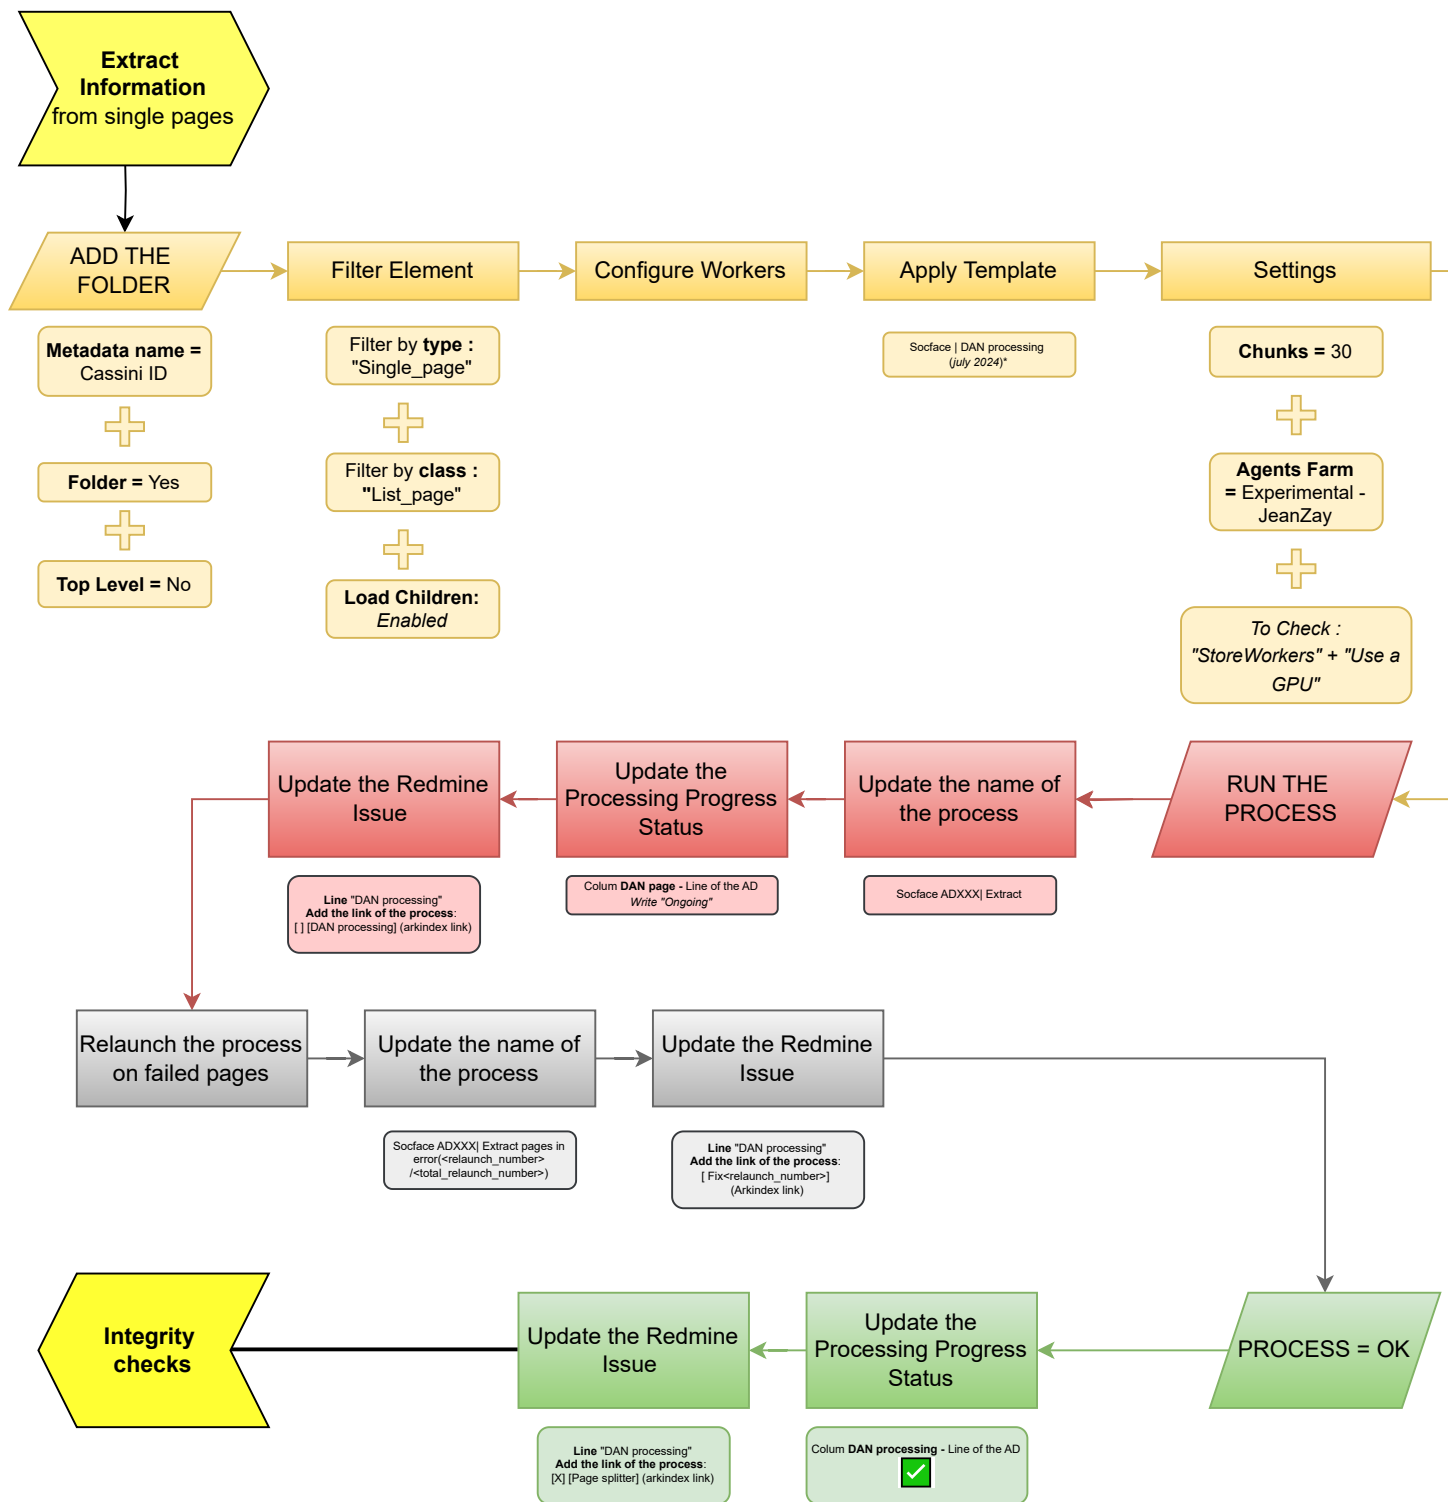 Extract
Information
from single pages
ADD THE
FOLDER
Filter Element
Configure Workers
Apply Template
Settings
Metadata name =
Cassini ID
Folder = Yes
Top Level = No
Filter by type :
"Single_page"
Filter by class :
"List_page"
Load Children:
Enabled
Socface | DAN processing
(july 2024)*
Chunks = 30
Agents Farm
= Experimental -
JeanZay
To Check :
"StoreWorkers" + "Use a
GPU"
RUN THE
PROCESS
Update the name of
the process
Socface ADXXX| Extract
Update the
Processing Progress
Status
Colum DAN page - Line of the AD
Write "Ongoing"
Update the Redmine
Issue
Line "DAN processing"
Add the link of the process:
[ ] [DAN processing] (arkindex link)
Relaunch the process
on failed pages
Update the name of
the process
Socface ADXXX| Extract pages in
error(<relaunch_number>
/<total_relaunch_number>)
Update the Redmine
Issue
Line "DAN processing"
Add the link of the process:
[ Fix<relaunch_number>]
(Arkindex link)
PROCESS = OK
Update the
Processing Progress
Status
Colum DAN processing - Line of the AD
Update the Redmine
Issue
Line "DAN processing"
Add the link of the process:
[X] [Page splitter] (arkindex link)
Integrity
checks